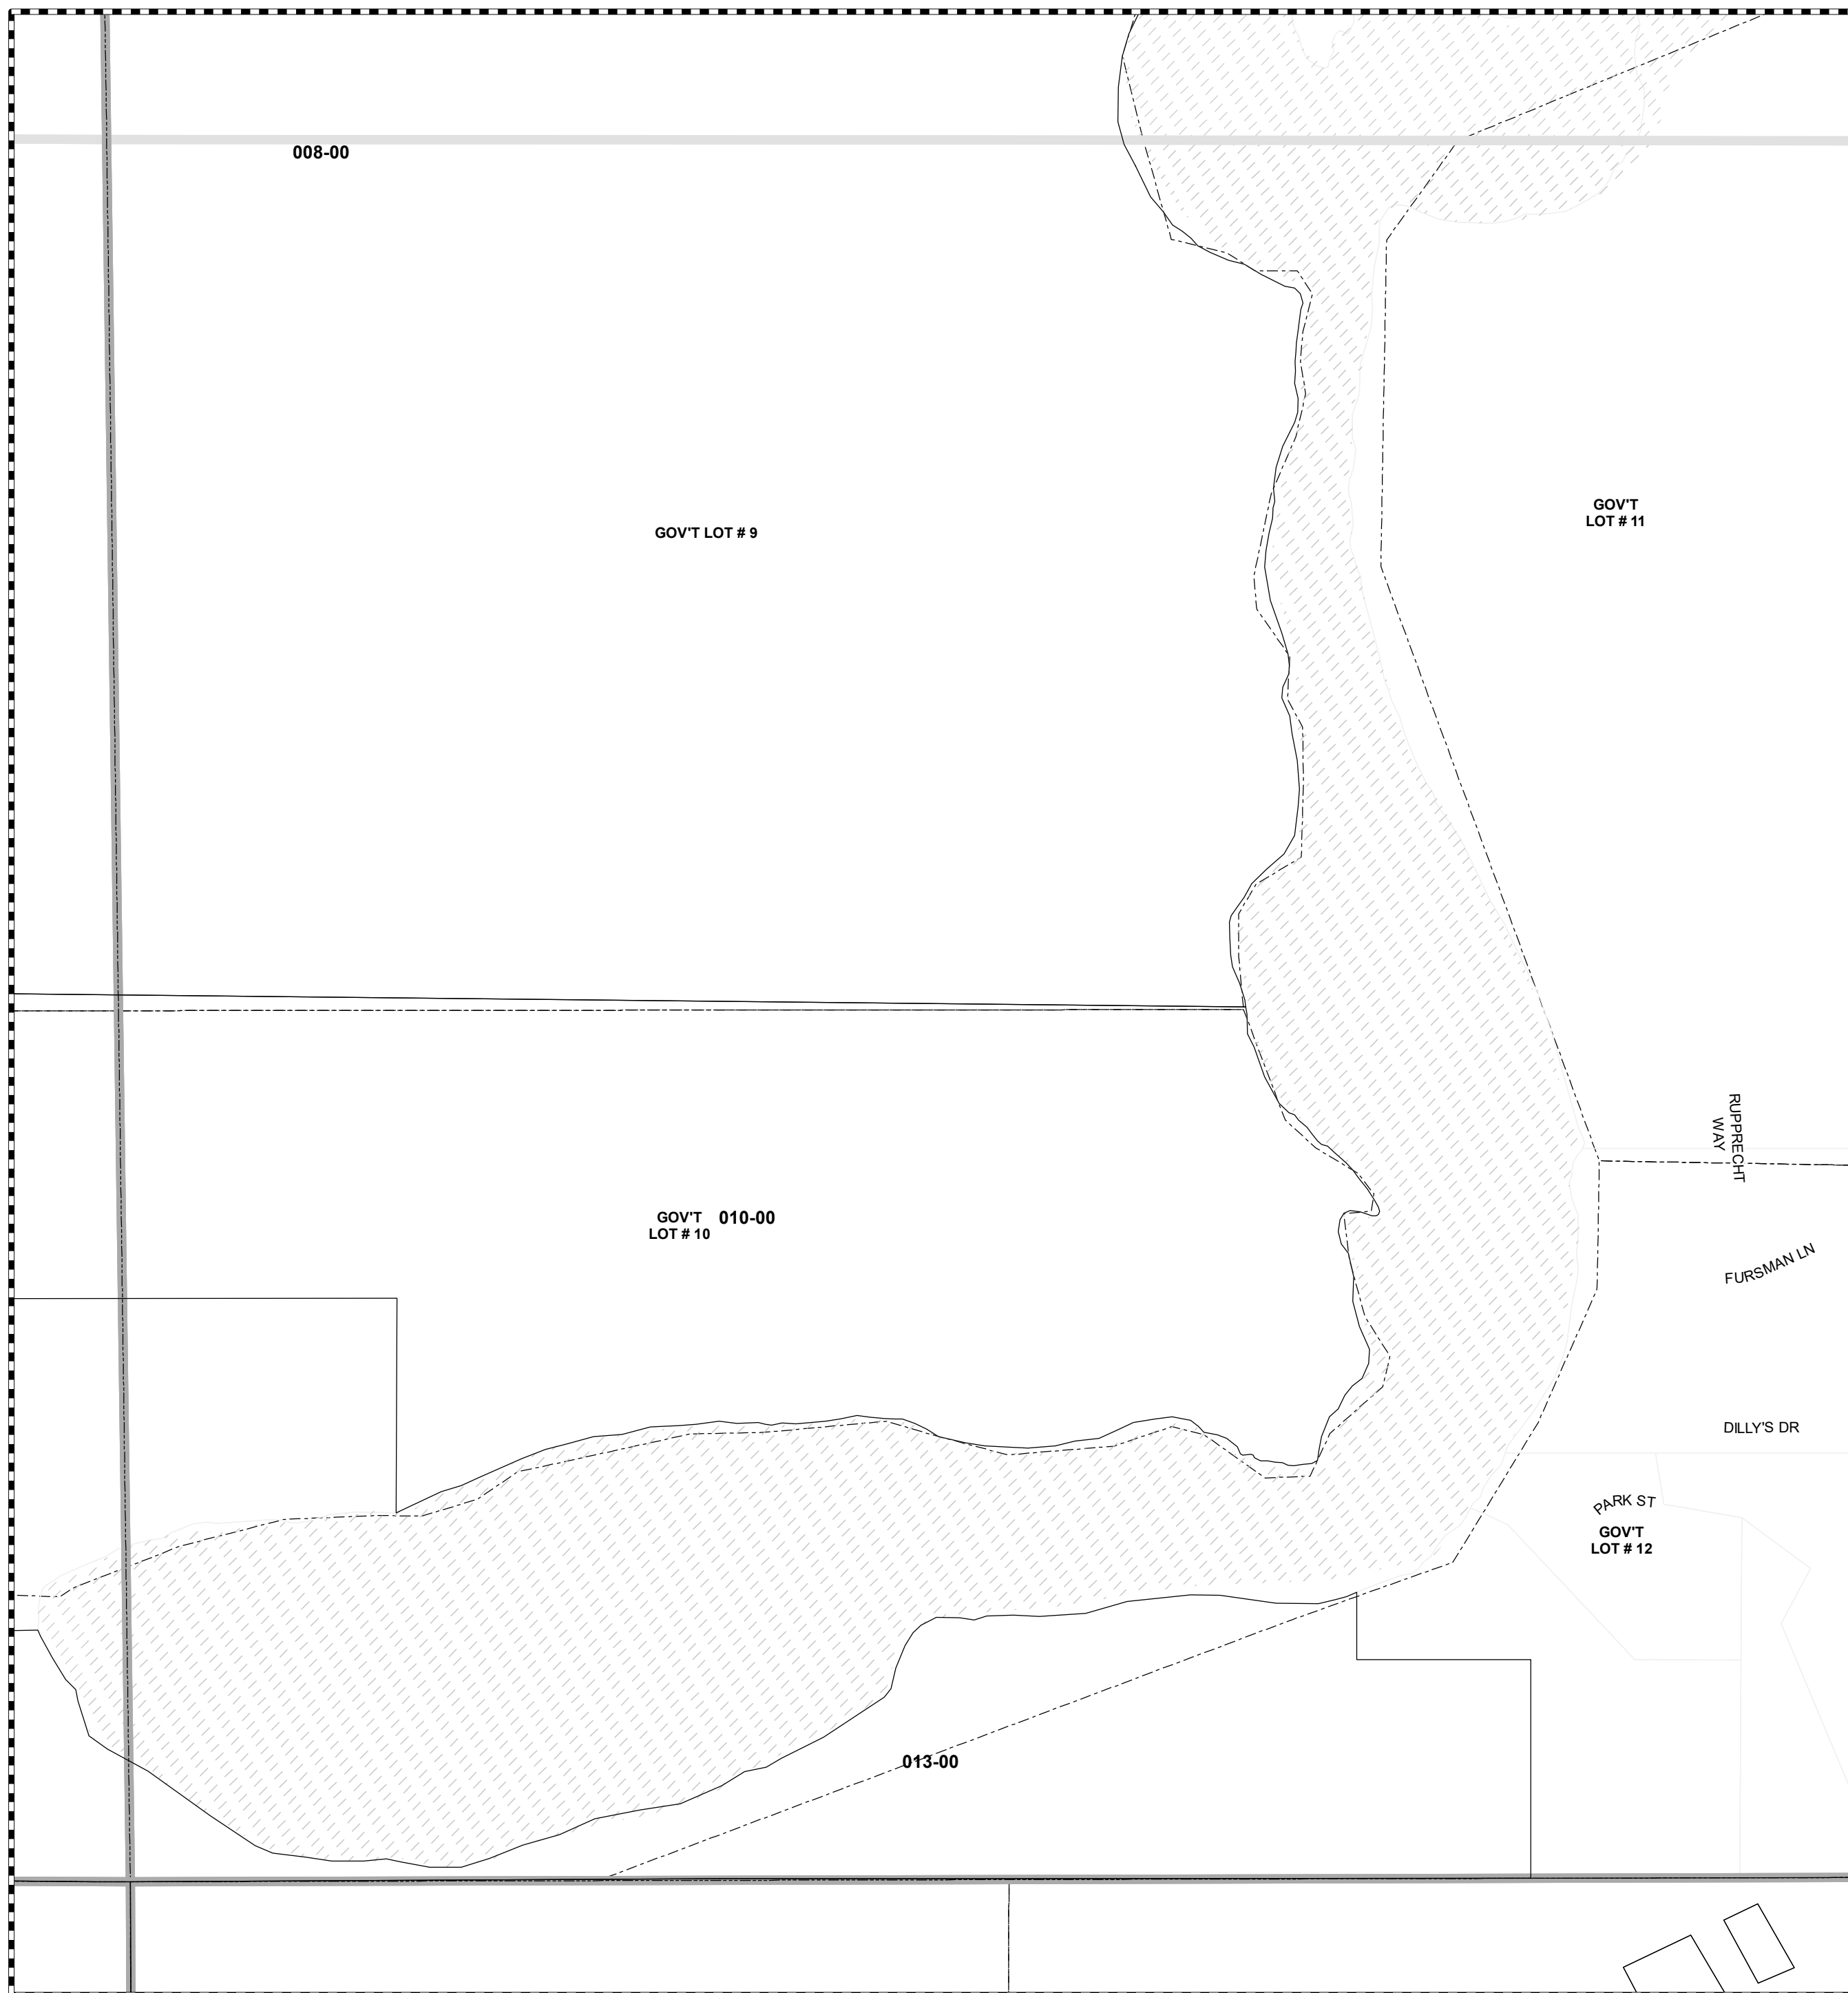 008-00
GOV'T
LOT # 11
GOV'T LOT # 9
RUPPRECHT
WAY
GOV'T
LOT # 10
010-00
FURSMAN LN
DILLY'S DR
PARK ST
GOV'T
LOT # 12
013-00